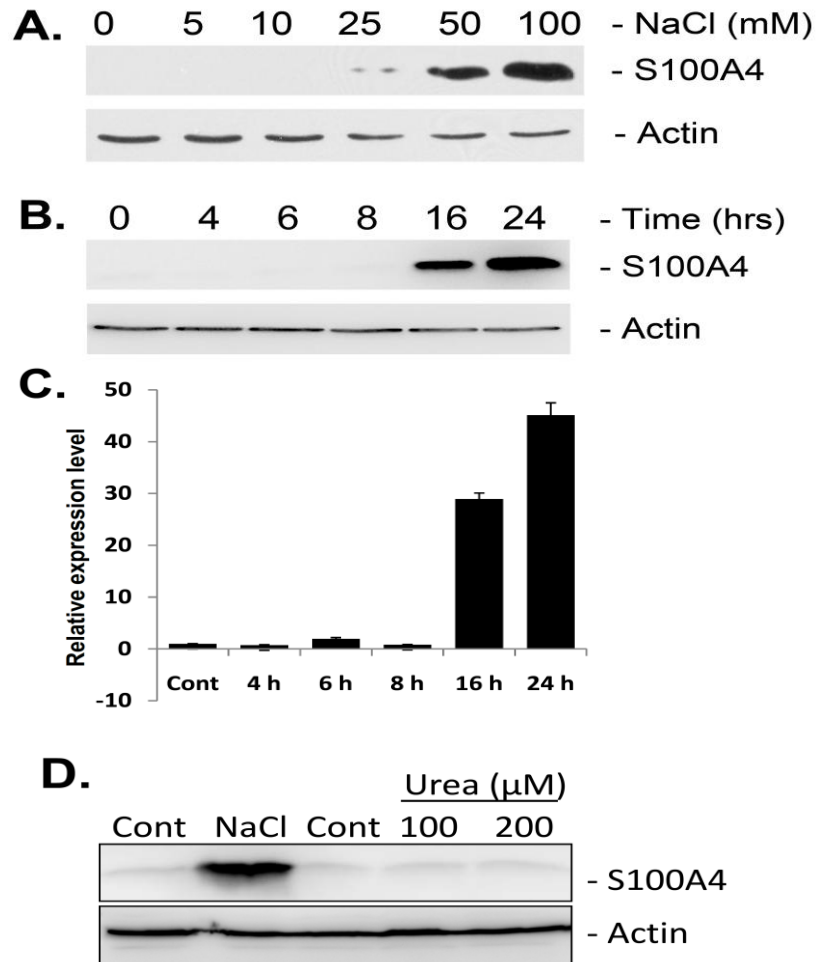 A. 0 5 10 25 50 100 - NaCl (mM)
- S100A4
- Actin
B. 0 4 6 8 16 24 - Time (hrs)
- S100A4
- Actin
C.
Relative expression level
50
40
30
20
10
0
-10
Cont 4 h 6 h 8 h 16 h 24 h
D.
Urea (µM)
Cont NaCl Cont 100 200
- S100A4
- Actin